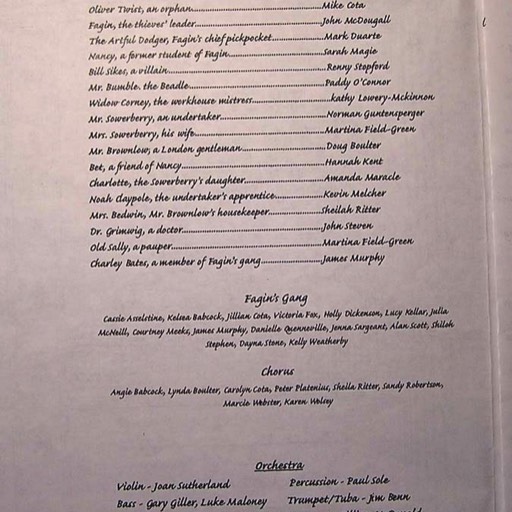 Oliver Twist, an orphan..........Mike Cota
Fagin, the thieves' leader..........John McDougall
The Artful Dodger, Fagin's chief pickpocket..........Mark Duarte
Nancy, a former student of Fagin..........Sarah Magie
Bill Sikes, a villain..........Renny Stopford
Mr. Bumble. the Beadle..........Paddy O'Connor
Widow Corney, the workhouse mistress..........kathy Lowery-Mckinnon
Mr. Sowerberry, an undertaker..........Norman Guntensperger
Mrs. Sowerberry, his wife..........Martina Field-Green
Mr. Brownlow, a London gentleman..........Doug Boulter
Bet, a friend of Nancy..........Hannah Kent
Charlotte, the Sowerberry's daughter..........Amanda Maracle
Noah claypole, the undertaker's apprentice..........Kevin Melcher
Mrs. Bedwin, Mr. Brownlow's housekeeper..........Sheilah Ritter
Dr. Grimwig, a doctor..........John Steven
Old Sally, a pauper..........Martina Field-Green
Charley Bates, a member of Fagin's gang..........James Murphy
Fagin's Gang
Cassie Asselstine, Kelsea Babcock, Jillian Cota, Victoria Fox, Holly Dickenson, Lucy Kellar, Julia
McNeill, Courtney Meeks, James Murphy, Danielle Quenneville, Jenna Sargeant, Alan Scott, Shiloh
Stephen, Dayna Stone, Kelly Weatherby
Chorus
Angie Babcock, Lynda Boulter, Carolyn Cota, Peter Platenius, Sheila Ritter, Sandy Robertson,
Marcie Webster, Karen Wolsey
Orchestra
Violin - Joan Sutherland Percussion - Paul Sole
Bass - Gary Giller, Luke Maloney Trumpet/Tuba - Jim Benn